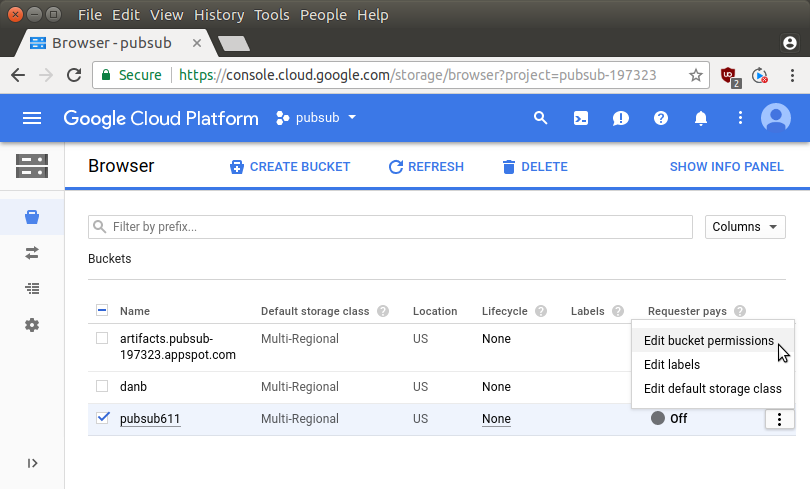 File Edit View History Tools People Help
Browser - pubsub
Secure https://console.cloud.google.com/storage/browser?project=pubsub-197323
2
Google Cloud Platform pubsub
Browser CREATE BUCKET REFRESH DELETE SHOW INFO PANEL
Filter by prefix... Columns
Buckets
Name Default storage class Location Lifecycle Labels Requester pays
artifacts.pubsub-
197323.appspot.com Multi-Regional US None
danb Multi-Regional US None
pubsub611 Multi-Regional US None Off
Edit bucket permissions
Edit labels
Edit default storage class